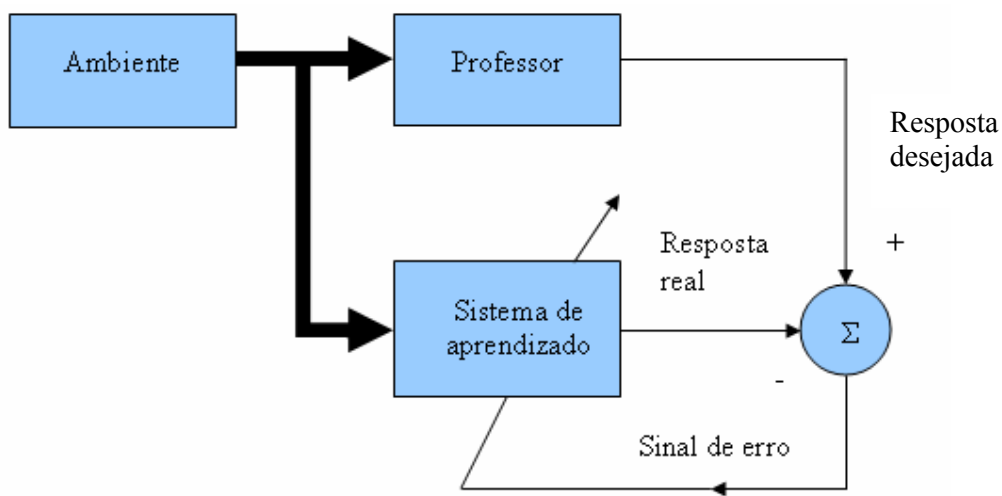 Ambiente
Professor
Resposta
desejada
+
Resposta
real
Sistema de
aprendizado
Σ
-
Sinal de erro